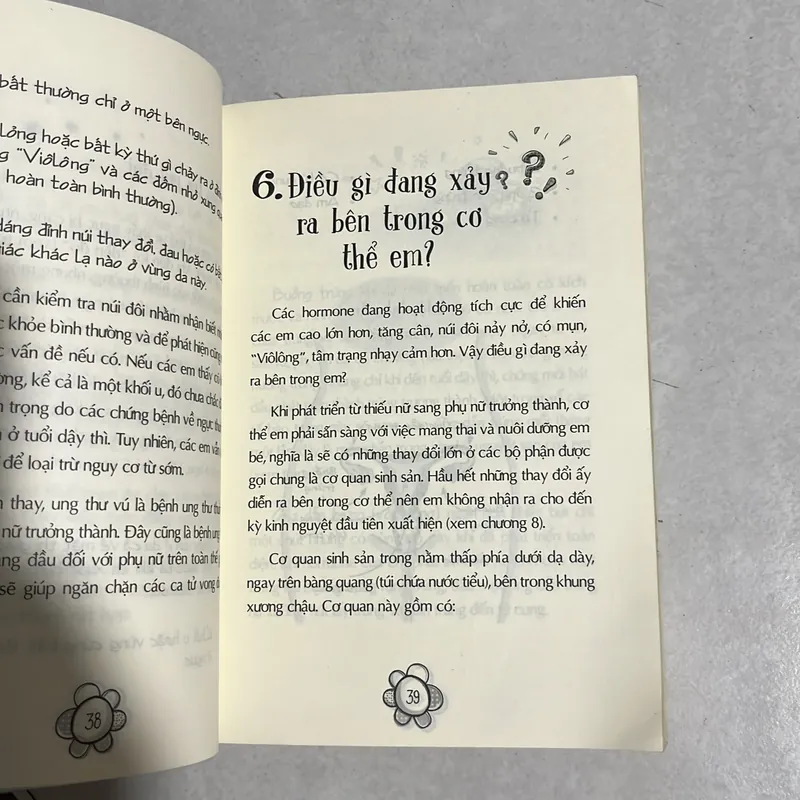 bất thường chỉ ở một bên ngực.
lỏng hoặc bất kỳ thứ gì chảy ra ở
"Viôlông" và các đốm nhỏ xung
hoàn toàn bình thường).
dáng đỉnh núi thay đổi, đau hoặc có
giác khác lạ nào ở vùng da này.
cần kiểm tra núi đôi nhằm nhận biết
khỏe bình thường và để phát hiện
vấn đề nếu có. Nếu các em thấy
kể cả là một khối u, đó chưa chắc
trọng do các chứng bệnh về ngực
ở tuổi dậy thì. Tuy nhiên, các em vẫn
để loại trừ nguy cơ từ sớm.
thay, ung thư vú là bệnh ung thư
nữ trưởng thành. Đây cũng là bệnh ung
đầu đối với phụ nữ trên toàn thế
sẽ giúp ngăn chặn các ca tử vong
38
6. Điều gì đang xảy
ra bên trong cơ
thể em?
Các hormone đang hoạt động tích cực để khiến
các em cao lớn hơn, tăng cân, núi đôi nảy nở, có mụn,
"Viôlông", tâm trạng nhạy cảm hơn. Vậy điều gì đang xảy
ra bên trong em?
Khi phát triển từ thiếu nữ sang phụ nữ trưởng thành, cơ
thể em phải sẵn sàng với việc mang thai và nuôi dưỡng em
bé, nghĩa là sẽ có những thay đổi lớn ở các bộ phận được
gọi chung là cơ quan sinh sản. Hầu hết những thay đổi ấy
diễn ra bên trong cơ thể nên em không nhận ra cho đến
kỳ kinh nguyệt đầu tiên xuất hiện (xem chương 8).
Cơ quan sinh sản trong nằm thấp phía dưới dạ dày,
ngay trên bàng quang (túi chứa nước tiểu), bên trong khung
xương chậu. Cơ quan này gồm có:
39